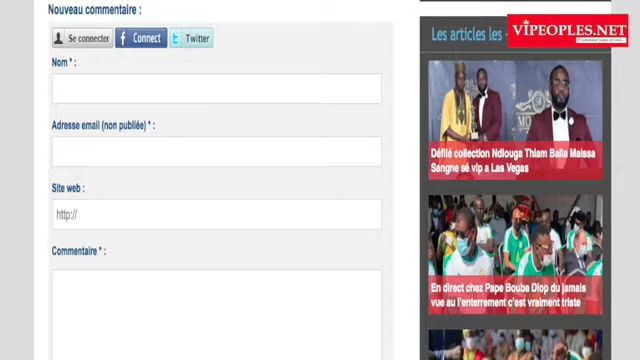 Nouveau commentaire :
Se connecter
Connect
Twitter
Nom * :
Adresse email (non publiée) * :
Site web :
http://
Commentaire * :
Les articles les
VIPEOPLES.NET
Défilé collection Ndiouga Thiam Balla Maissa
Sangne sé vip a Las Vegas
En direct chez Pape Bouba Diop du jamais
vue au l'enterrement c'est vraiment triste